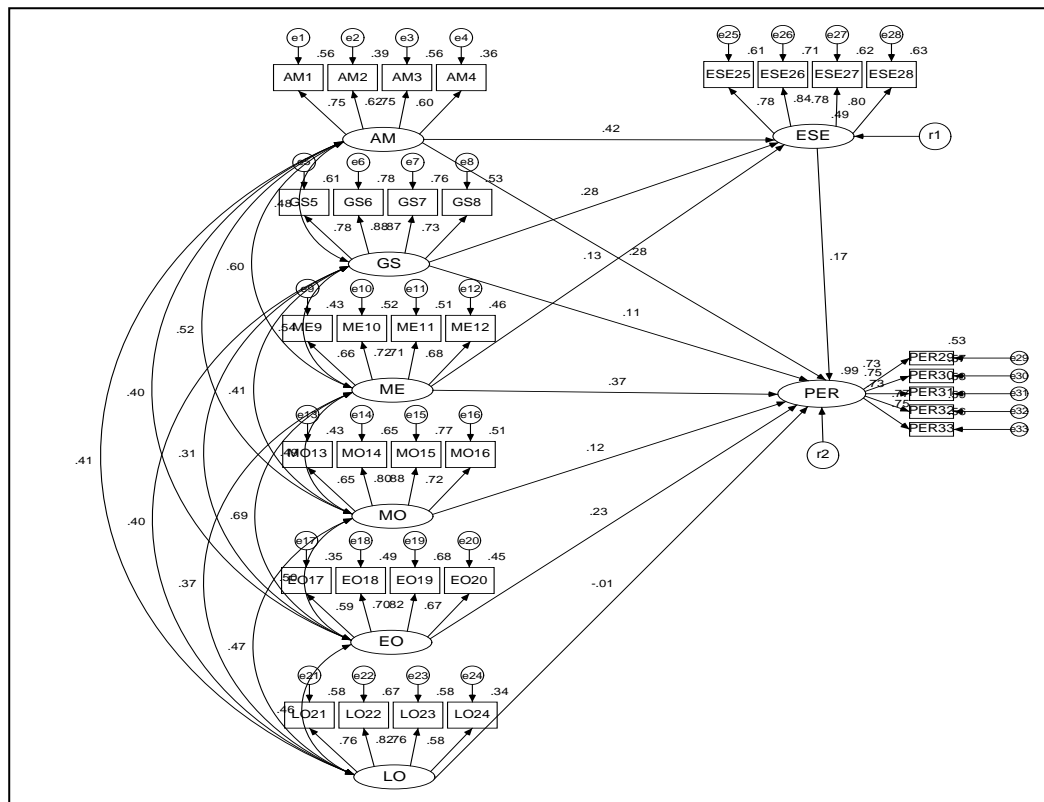 e1 e2 e3 e4
.56 .39 .56 .36
AM1 AM2 AM3 AM4
.75 .62 .75 .60
AM
e25 e26 e27 e28
.61 .71 .62 .63
ESE25 ESE26 ESE27 ESE28
.78 .84 .78 .80
.49
ESE
r1
.42
e5 e6 e7 e8
.61 .78 .76 .53
GS5 GS6 GS7 GS8
.48 .78 .88 .87 .73
GS
.28
.13 .28
.17
.60
e9 e10 e11 e12
.43 .52 .51 .46
ME9 ME10 ME11 ME12
.54 .66 .72 .71 .68
ME
.11
.52
.37
.40
.41
e13 e14 e15 e16
.43 .65 .77 .51
MO13 MO14 MO15 MO16
.65 .80 .88 .72
MO
.12
.99
PER
r2
.53
.73
.75
.73
.77
.75
PER29 e29
PER30 e30
PER31 e31
PER32 e32
PER33 e33
.41
.31
.40
.69
e17 e18 e19 e20
.35 .49 .68 .45
EO17 EO18 EO19 EO20
.59 .70 .82 .67
EO
.23
-.01
.37
.47
e21 e22 e23 e24
.58 .67 .58 .34
LO21 LO22 LO23 LO24
.46 .76 .82 .76 .58
LO